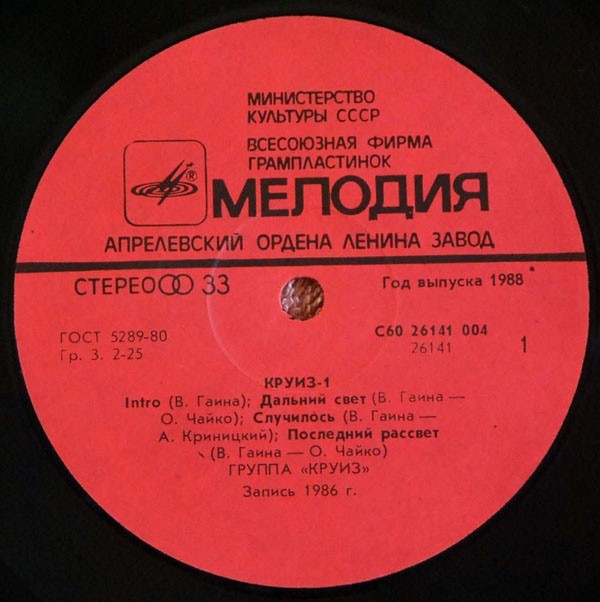 МИНИСТЕРСТВО
КУЛЬТУРЫ СССР
ВСЕСОЮЗНАЯ ФИРМА
ГРАМПЛАСТИНОК
® МЕЛОДИЯ
АПРЕЛЕВСКИЙ ОРДЕНА ЛЕНИНА ЗАВОД
СТЕРЕО 33
Год выпуска 1988
ГОСТ 5289-80
Гр. 3. 2-25
С60 26141 004
26141
1
КРУИЗ-1
Intro (В. Гаина); Дальний свет (В. Гаина —
О. Чайко); Случилось (В. Гаина —
А. Криницкий); Последний рассвет
(В. Гаина — О. Чайко)
ГРУППА «КРУИЗ»
Запись 1986 г.